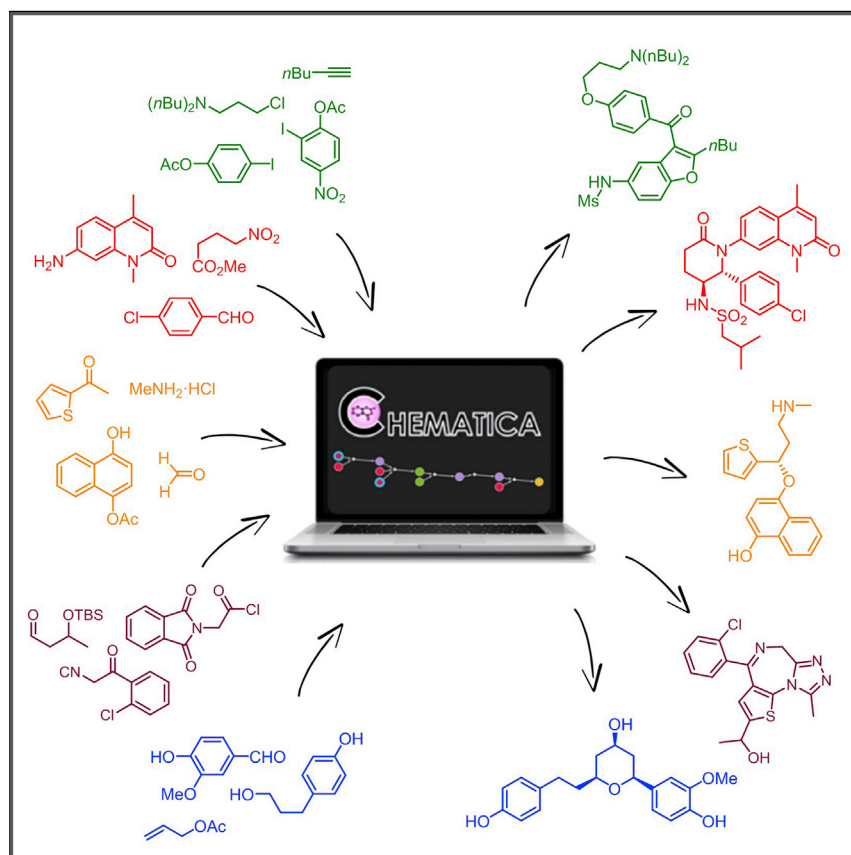 nBu
(nBu)₂N
Cl
OAc
I
AcO
I
NO₂
N(nBu)₂
O
O
nBu
O
HN
Ms
H₂N
N
O
NO₂
CO₂Me
Cl
CHO
O
N
N
O
HN
SO₂
Cl
O
S
MeNH₂·HCl
OH
OAc
O
H
H
CHEMATICA
HN
S
O
HO
O
OTBS
O
N
O
O
Cl
CN
O
Cl
Cl
N
N
N
N
S
CH₃
OH
HO
CHO
MeO
OH
HO
OAc
OH
O
OMe
HO
OH